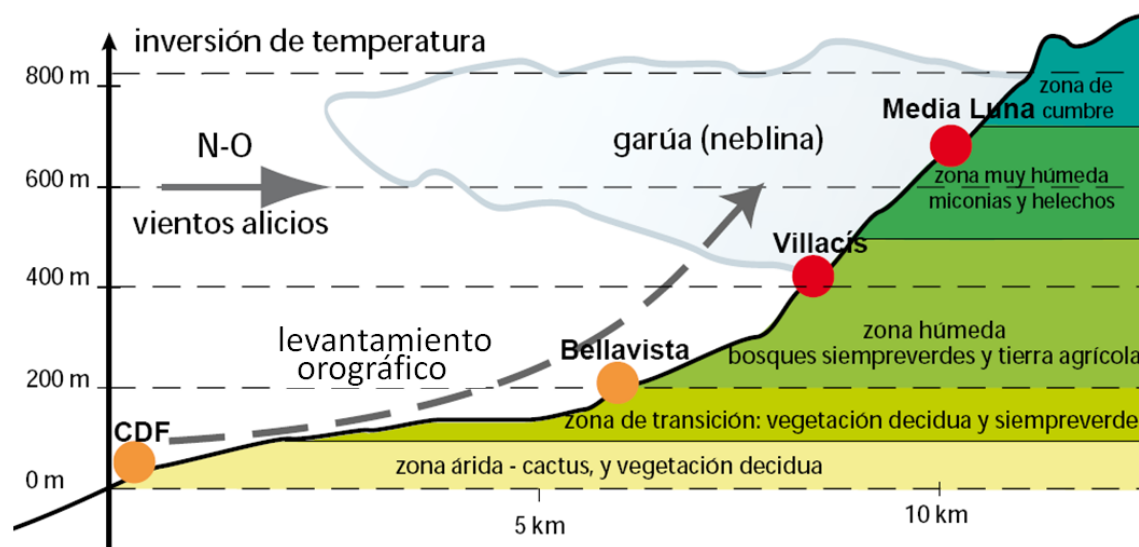 inversión de temperatura
800 m
zona de
cumbre
Media Luna
N-O
garúa (neblina)
600 m
zona muy húmeda
miconias y helechos
vientos alicios
Villacís
400 m
levantamiento
orográfico
zona húmeda
bosques siempreverdes y tierra agrícola
Bellavista
200 m
zona de transición: vegetación decidua y siempreverde
CDF
zona árida - cactus, y vegetación decidua
0 m
5 km
10 km